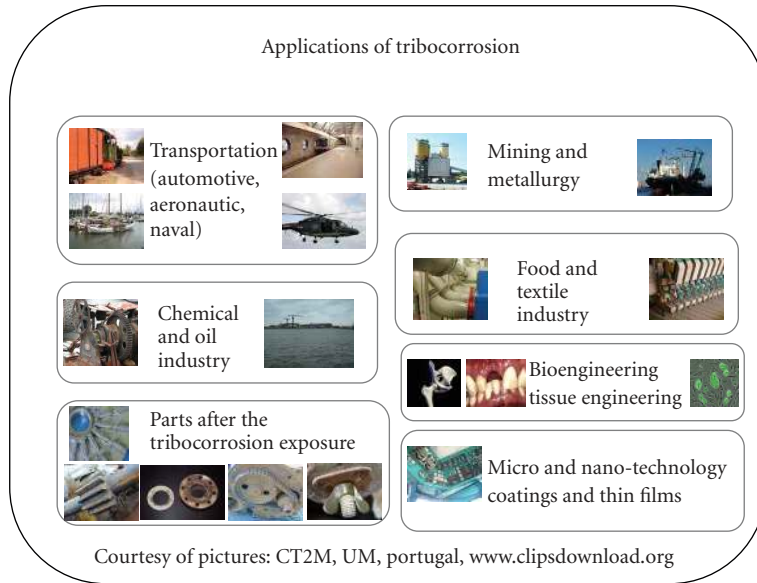 Applications of tribocorrosion
Transportation
(automotive,
aeronautic,
naval)
Mining and
metallurgy
Chemical
and oil
industry
Food and
textile
industry
Bioengineering
tissue engineering
Parts after the
tribocorrosion exposure
Micro and nano-technology
coatings and thin films
Courtesy of pictures: CT2M, UM, portugal, www.clipsdownload.org